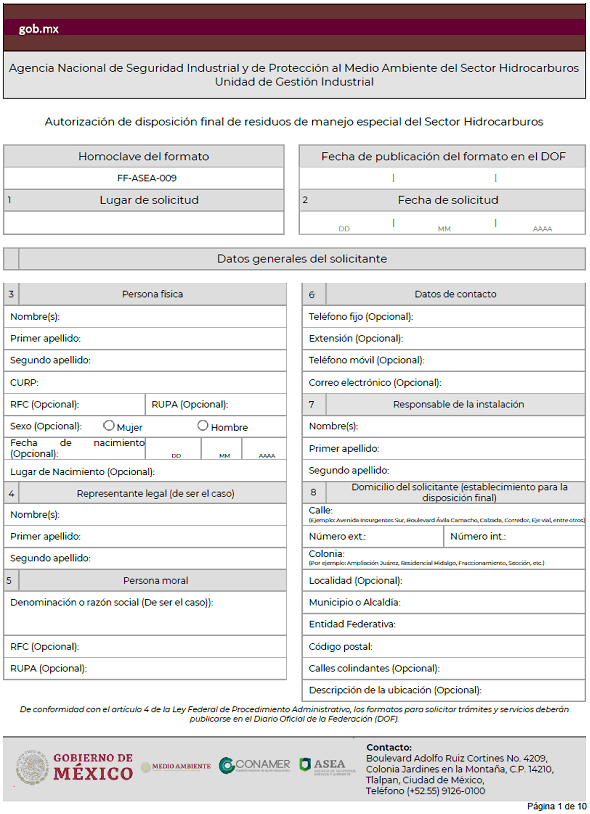 gob.mx
Agencia Nacional de Seguridad Industrial y de Protección al Medio Ambiente del Sector Hidrocarburos
Unidad de Gestión Industrial
Autorización de disposición final de residuos de manejo especial del Sector Hidrocarburos
Homoclave del formato
FF-ASEA-009
Fecha de publicación del formato en el DOF
| |
1 Lugar de solicitud
2 Fecha de solicitud
DD | MM | AAAA
Datos generales del solicitante
3 Persona física
Nombre(s):
Primer apellido:
Segundo apellido:
CURP:
RFC (Opcional): RUPA (Opcional):
Sexo (Opcional): Mujer Hombre
Fecha de nacimiento
(Opcional): DD MM AAAA
Lugar de Nacimiento (Opcional):
4 Representante legal (de ser el caso)
Nombre(s):
Primer apellido:
Segundo apellido:
5 Persona moral
Denominación o razón social (De ser el caso)):
RFC (Opcional):
RUPA (Opcional):
6 Datos de contacto
Teléfono fijo (Opcional):
Extensión (Opcional):
Teléfono móvil (Opcional):
Correo electrónico (Opcional):
7 Responsable de la instalación
Nombre(s):
Primer apellido:
Segundo apellido:
8 Domicilio del solicitante (establecimiento para la
disposición final)
Calle:
(Ejemplo: Avenida Insurgentes Sur, Boulevard Ávila Camacho, Calzada, Corredor, Eje vial, entre otros)
Número ext.: Número int.:
Colonia:
(Por ejemplo: Ampliación Juárez, Residencial Hidalgo, Fraccionamiento, Sección, etc.)
Localidad (Opcional):
Municipio o Alcaldía:
Entidad Federativa:
Código postal:
Calles colindantes (Opcional):
Descripción de la ubicación (Opcional):
De conformidad con el artículo 4 de la Ley Federal de Procedimiento Administrativo, los formatos para solicitar trámites y servicios deberán
publicarse en el Diario Oficial de la Federación (DOF).
GOBIERNO DE
MÉXICO
MEDIO AMBIENTE
CONAMER
ASEA
Contacto:
Boulevard Adolfo Ruiz Cortines No. 4209,
Colonia Jardines en la Montaña, C.P. 14210,
Tlalpan, Ciudad de México,
Teléfono (+52.55) 9126-0100
Página 1 de 10